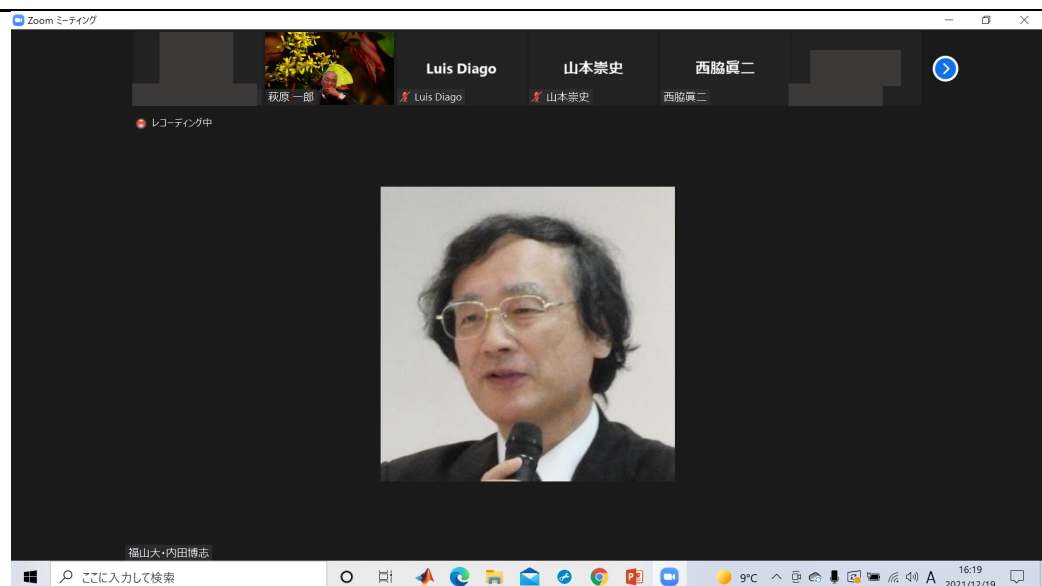 Zoom ミーティング
Luis Diago
山本崇史
西脇眞二
萩原 一郎
Luis Diago
山本崇史
西脇眞二
レコーディング中
福山大・内田博志
ここに入力して検索
9°C
A
16:19
2021/12/19